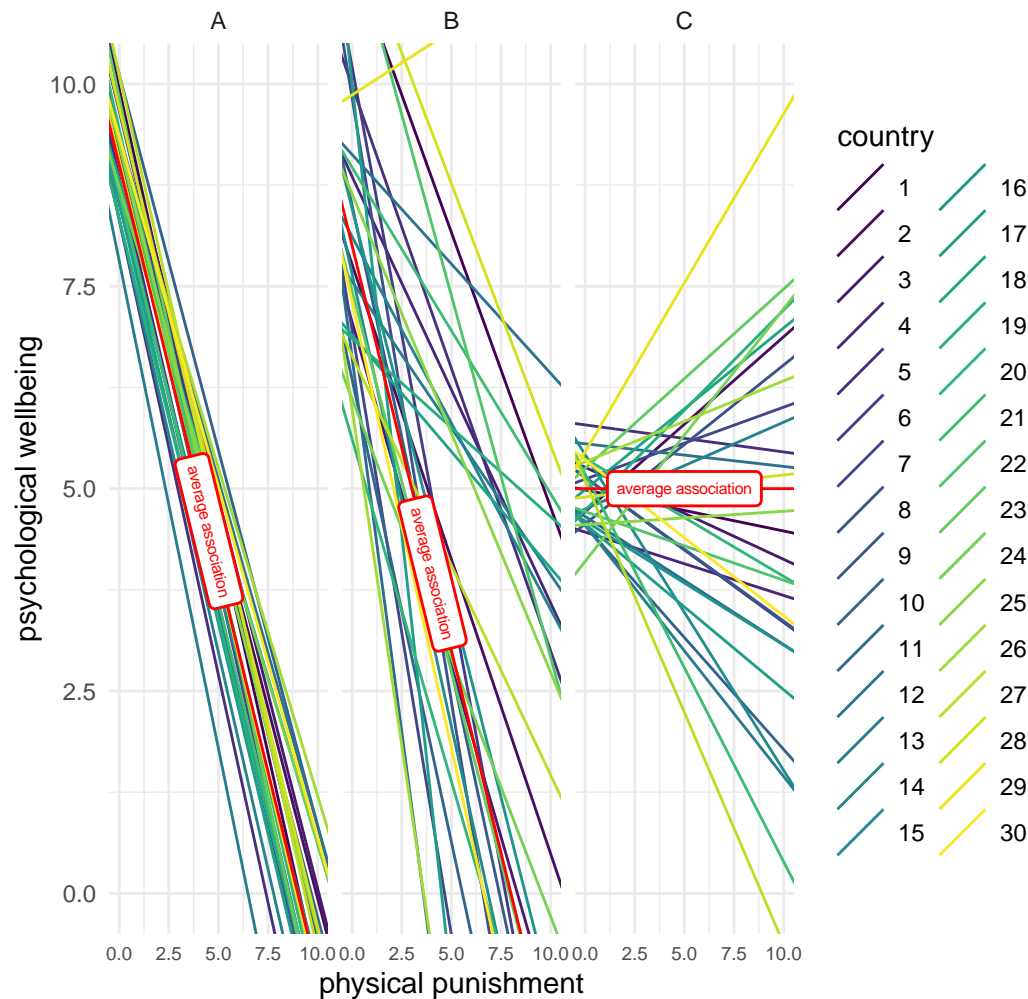 A B C
country
10.0
7.5
5.0
2.5
0.0
psychological wellbeing
average association
average association
average association
0.0 2.5 5.0 7.5 10.0 0.0 2.5 5.0 7.5 10.0 0.0 2.5 5.0 7.5 10.0
physical punishment
1 16
2 17
3 18
4 19
5 20
6 21
7 22
8 23
9 24
10 25
11 26
12 27
13 28
14 29
15 30